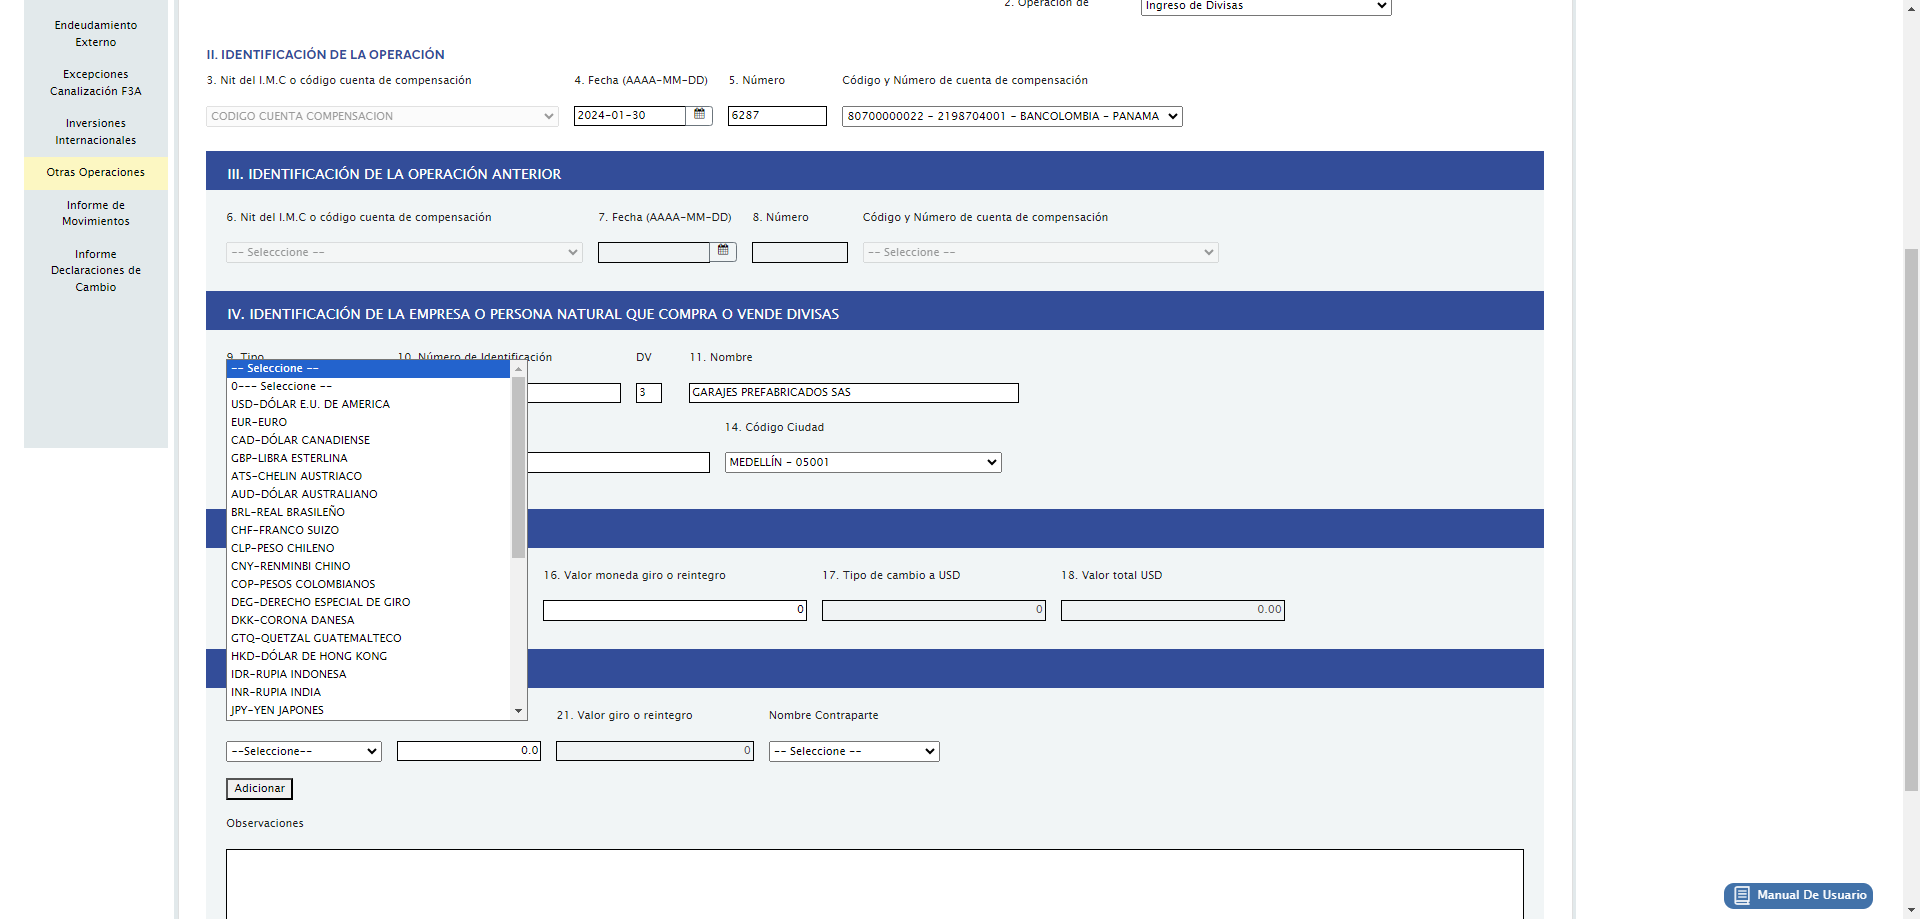 2. Operación de
Ingreso de Divisas
Endeudamiento
Externo
Excepciones
Canalización F3A
Inversiones
Internacionales
Otras Operaciones
Informe de
Movimientos
Informe
Declaraciones de
Cambio
II. IDENTIFICACIÓN DE LA OPERACIÓN
3. Nit del I.M.C o código cuenta de compensación
4. Fecha (AAAA-MM-DD)
5. Número
Código y Número de cuenta de compensación
CODIGO CUENTA COMPENSACION
2024-01-30
6287
80700000022 - 2198704001 - BANCOLOMBIA - PANAMA
III. IDENTIFICACIÓN DE LA OPERACIÓN ANTERIOR
6. Nit del I.M.C o código cuenta de compensación
7. Fecha (AAAA-MM-DD)
8. Número
Código y Número de cuenta de compensación
-- Selecccione --
-- Seleccione --
IV. IDENTIFICACIÓN DE LA EMPRESA O PERSONA NATURAL QUE COMPRA O VENDE DIVISAS
9. Tipo
10. Número de Identificación
DV
11. Nombre
3
GARAJES PREFABRICADOS SAS
14. Código Ciudad
MEDELLÍN - 05001
-- Seleccione --
0--- Seleccione --
USD-DÓLAR E.U. DE AMERICA
EUR-EURO
CAD-DÓLAR CANADIENSE
GBP-LIBRA ESTERLINA
ATS-CHELIN AUSTRIACO
AUD-DÓLAR AUSTRALIANO
BRL-REAL BRASILEÑO
CHF-FRANCO SUIZO
CLP-PESO CHILENO
CNY-RENMINBI CHINO
COP-PESOS COLOMBIANOS
DEG-DERECHO ESPECIAL DE GIRO
DKK-CORONA DANESA
GTQ-QUETZAL GUATEMALTECO
HKD-DÓLAR DE HONG KONG
IDR-RUPIA INDONESA
INR-RUPIA INDIA
JPY-YEN JAPONES
16. Valor moneda giro o reintegro
17. Tipo de cambio a USD
18. Valor total USD
0
0
0.00
21. Valor giro o reintegro
Nombre Contraparte
--Seleccione--
0.0
0
-- Seleccione --
Adicionar
Observaciones
Manual De Usuario